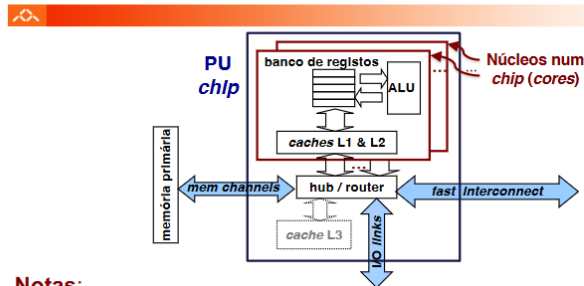 PU
chip
banco de registos
ALU
... ...
Núcleos num
chip (cores)
caches L1 & L2
...
memória primária
mem channels
hub / router
fast interconnect
cache L3
I/O links
Notas: